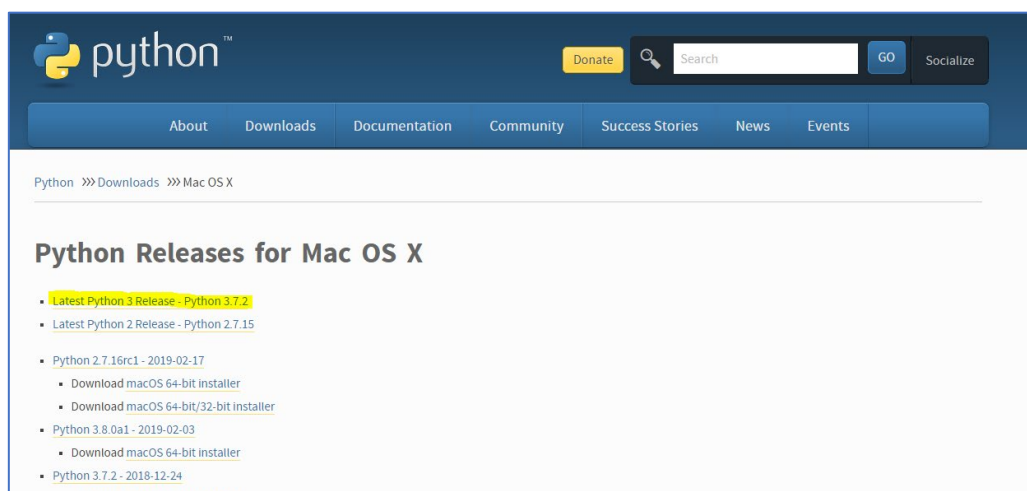 python™
Donate
Search
GO
Socialize
About Downloads Documentation Community Success Stories News Events
Python >>> Downloads >>> Mac OS X
Python Releases for Mac OS X
Latest Python 3 Release - Python 3.7.2
Latest Python 2 Release - Python 2.7.15
Python 2.7.16rc1 - 2019-02-17
Download macOS 64-bit installer
Download macOS 64-bit/32-bit installer
Python 3.8.0a1 - 2019-02-03
Download macOS 64-bit installer
Python 3.7.2 - 2018-12-24